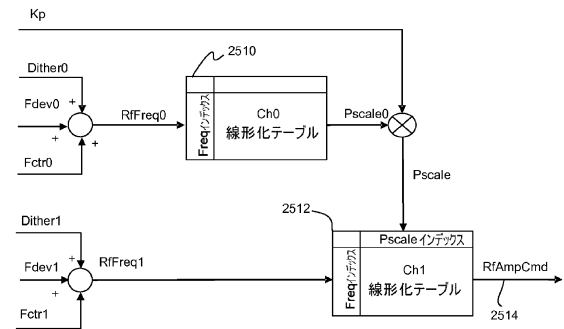 Kp
2510
Dither0
Fdev0
+
RfFreq0
+
+
Fctr0
Freqインデックス
Ch0
線形化テーブル
Pscale0
Pscale
2512
Dither1
Pscaleインデックス
+
Fdev1
RfFreq1
+
+
Fctr1
Freqインデックス
Ch1
線形化テーブル
RfAmpCmd
2514